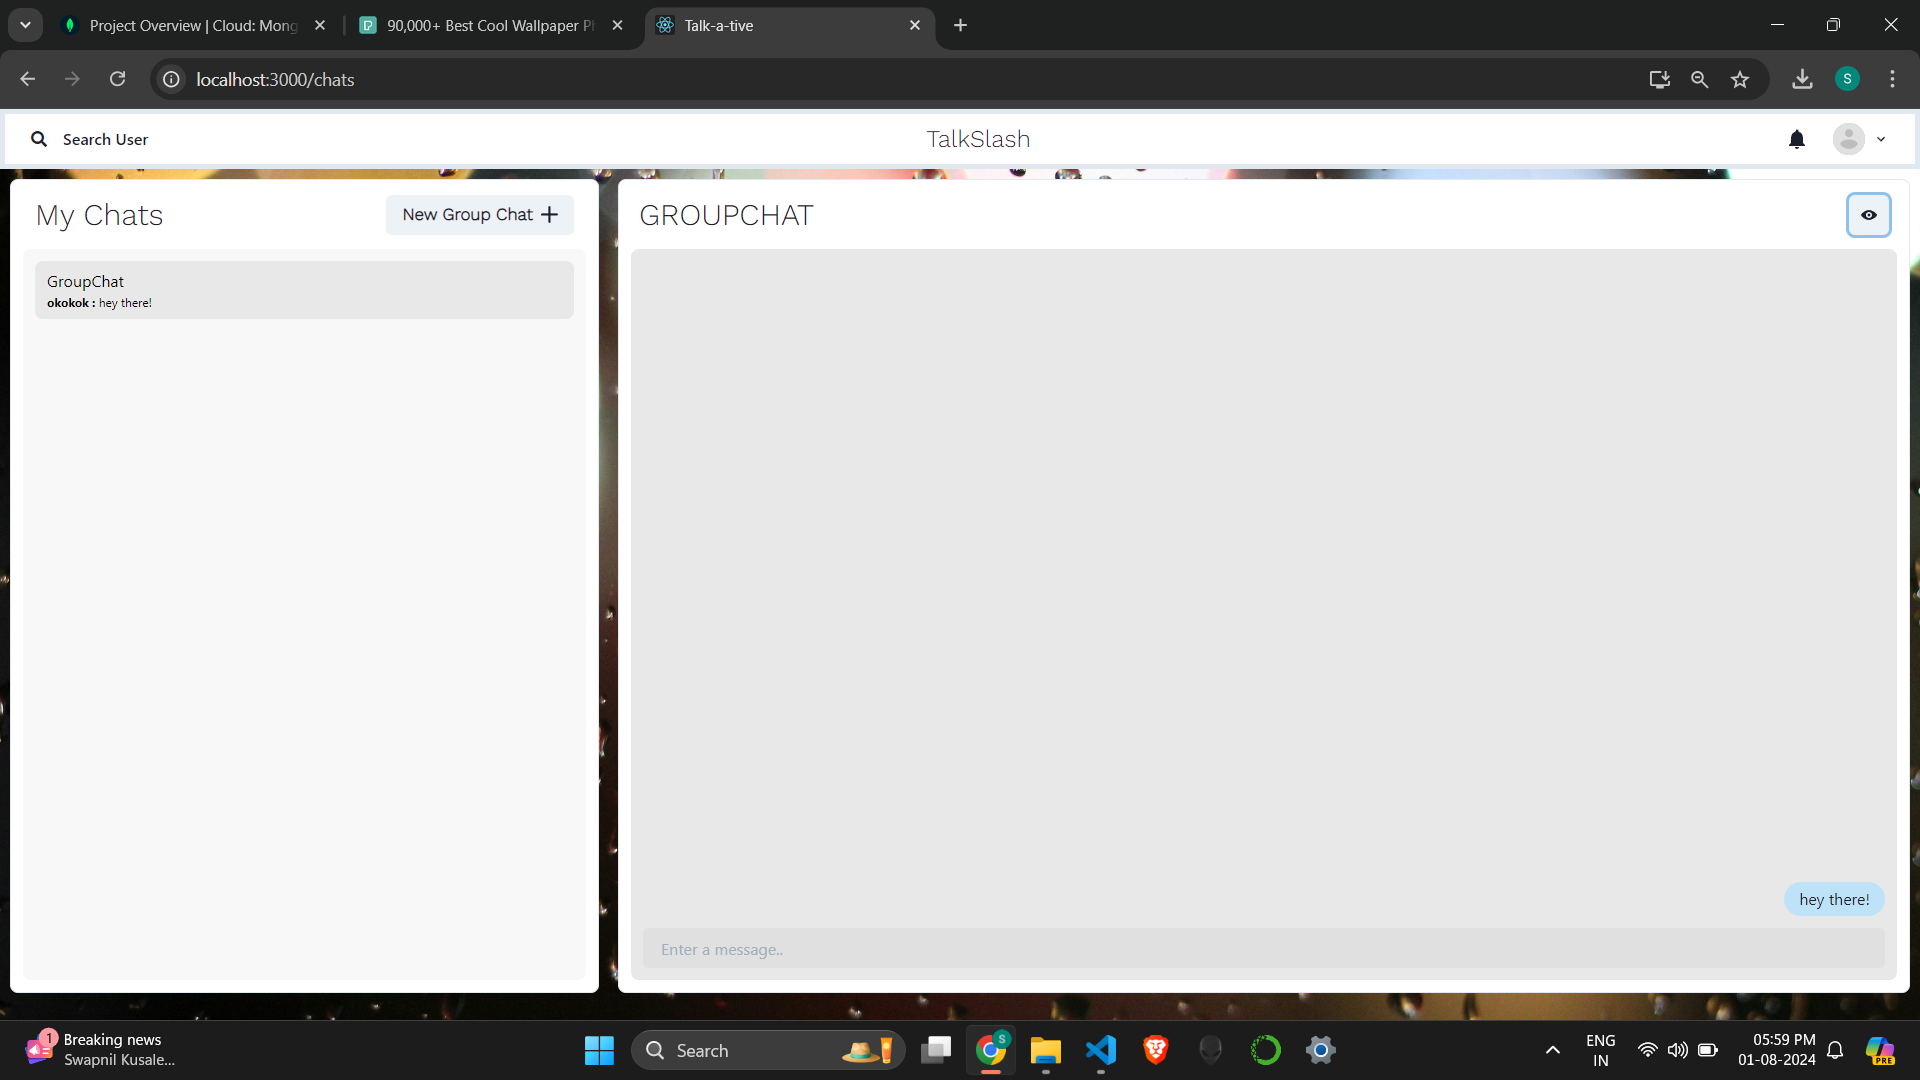 Project Overview | Cloud: Mong
90,000+ Best Cool Wallpaper Ph
Talk-a-tive
localhost:3000/chats
S
Search User
TalkSlash
My Chats
New Group Chat
GROUPCHAT
GroupChat
okokok : hey there!
hey there!
Enter a message..
1
Breaking news
Swapnil Kusale...
Search
S
ENG
IN
05:59 PM
01-08-2024
PRE